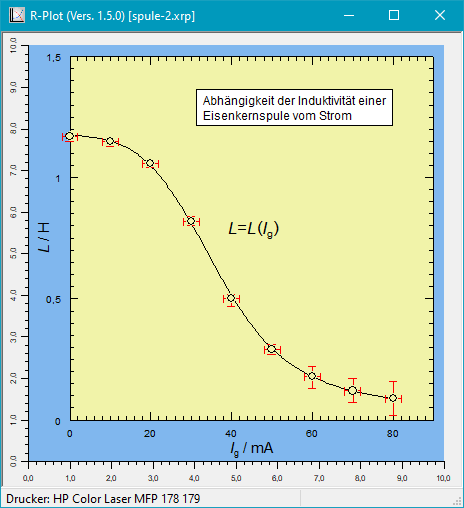 R-Plot (Vers. 1.5.0) [spule-2.xrp]
10,0
9,0
8,0
7,0
6,0
5,0
4,0
3,0
2,0
1,0
0,0
1,5
1
0,5
0
L / H
Abhängigkeit der Induktivität einer
Eisenkernspule vom Strom
L=L(Ig)
0 20 40 60 80
Ig / mA
0,0 1,0 2,0 3,0 4,0 5,0 6,0 7,0 8,0 9,0 10,0
Drucker: HP Color Laser MFP 178 179